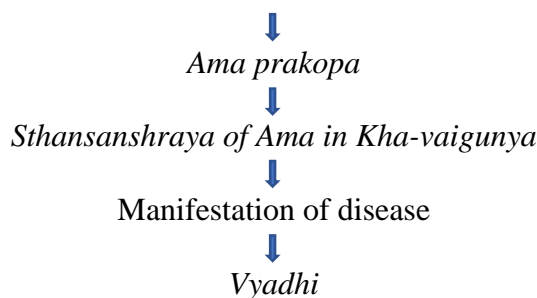 Ama prakopa
Sthansanshraya of Ama in Kha-vaigunya
Manifestation of disease
Vyadhi